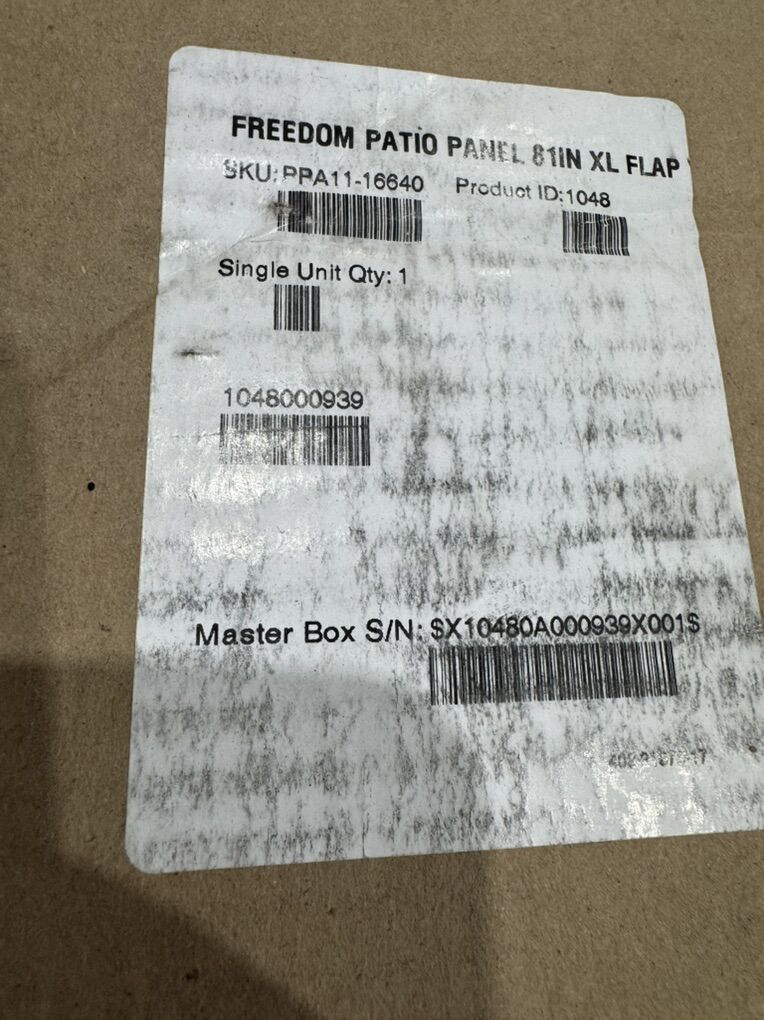 FREEDOM PATIO PANEL 81IN XL FLAP
SKU: PPA11-16640 Product ID: 1048
Single Unit Qty: 1
1048000939
Master Box S/N: $X10480A000939X001$